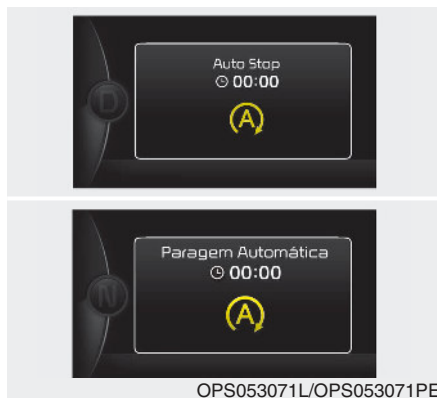 Auto Stop
00:00
A
D
Paragem Automática
00:00
A
N
OPS053071L/OPS053071PE